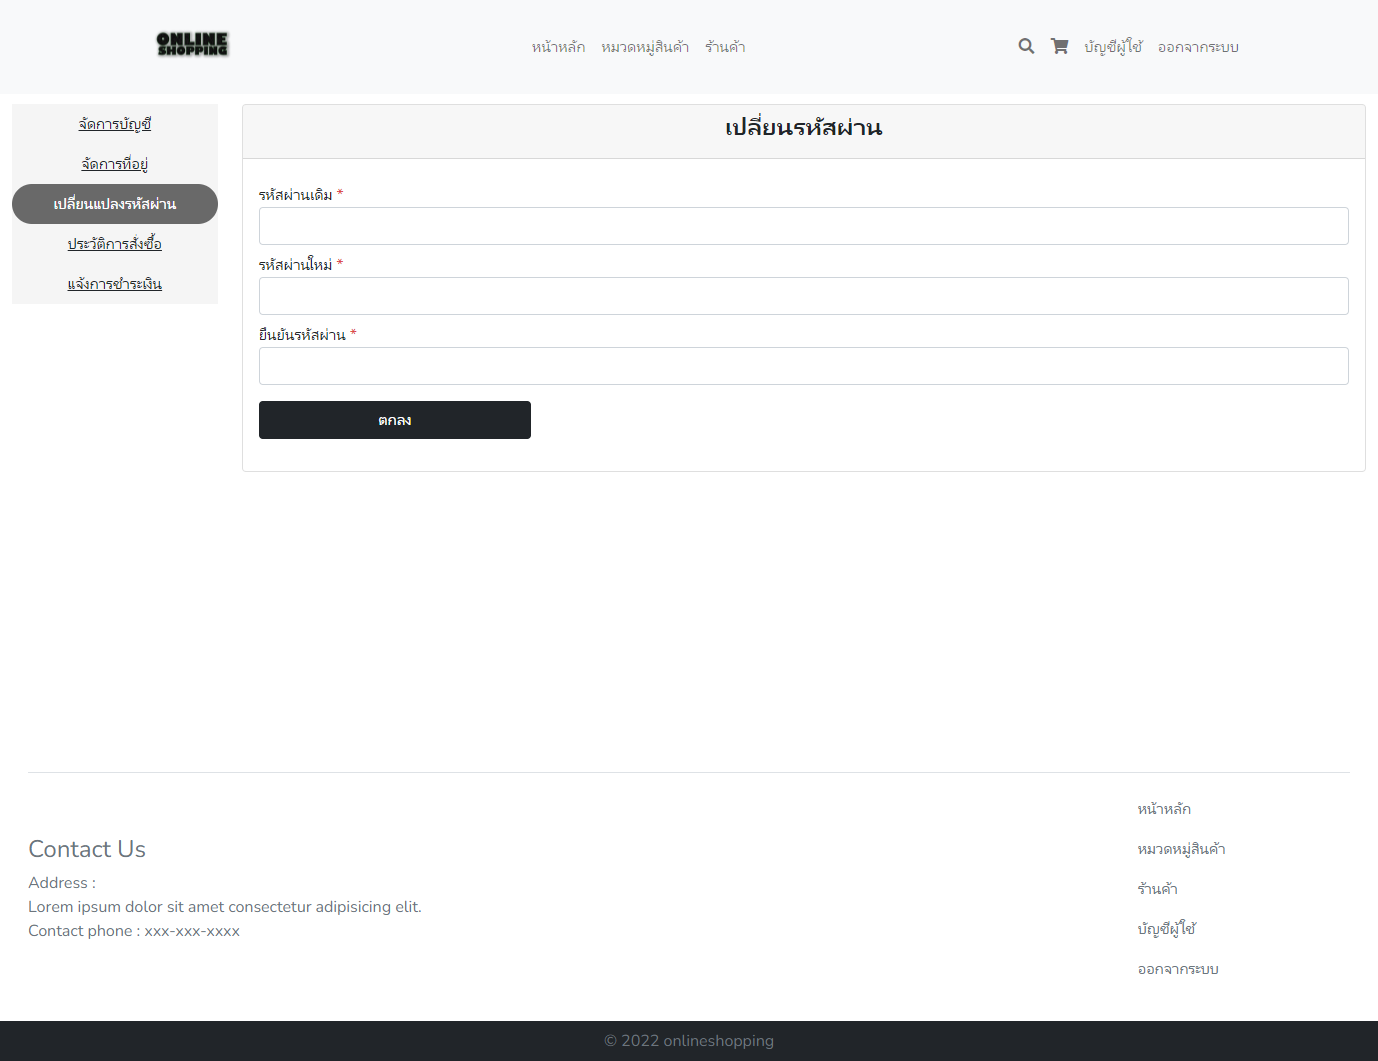 ONLINE
SHOPPING
หน้าหลัก หมวดหมู่สินค้า ร้านค้า
บัญชีผู้ใช้ ออกจากระบบ
จัดการบัญชี
จัดการที่อยู่
เปลี่ยนแปลงรหัสผ่าน
ประวัติการสั่งซื้อ
แจ้งการชำระเงิน
เปลี่ยนรหัสผ่าน
รหัสผ่านเดิม *
รหัสผ่านใหม่ *
ยืนยันรหัสผ่าน *
ตกลง
Contact Us
Address :
Lorem ipsum dolor sit amet consectetur adipisicing elit.
Contact phone : xxx-xxx-xxxx
หน้าหลัก
หมวดหมู่สินค้า
ร้านค้า
บัญชีผู้ใช้
ออกจากระบบ
© 2022 onlineshopping